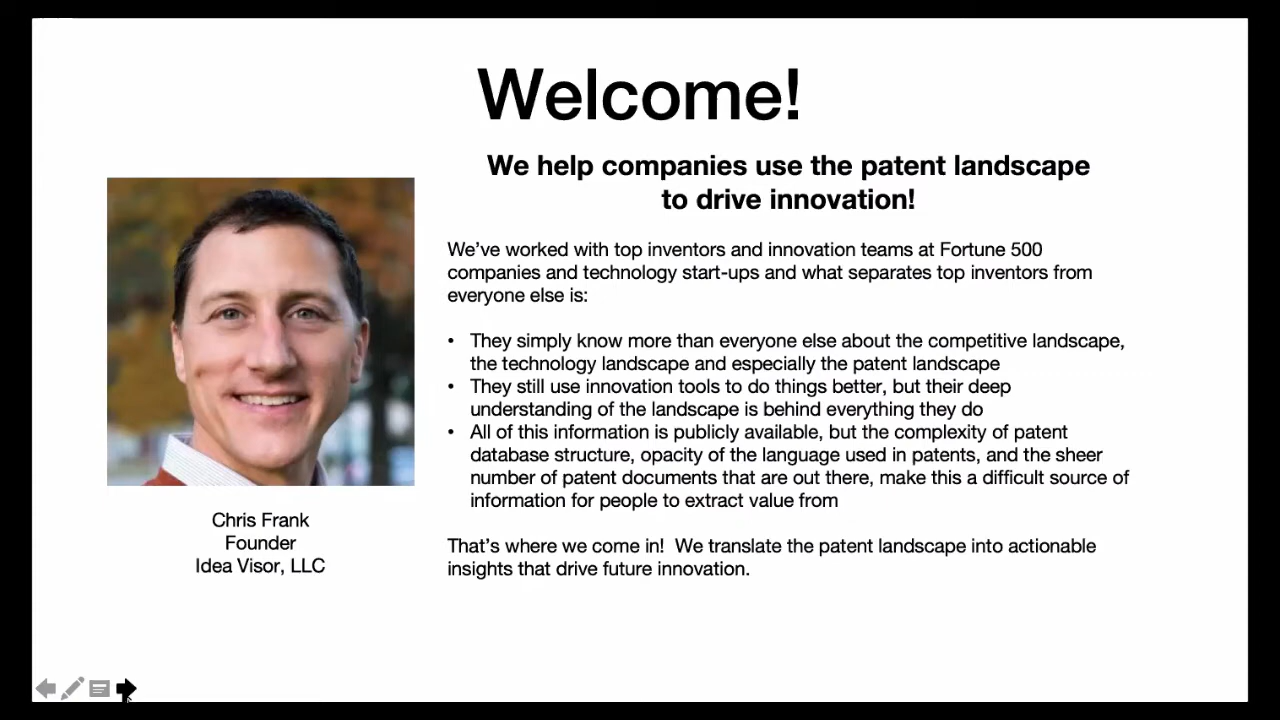 Welcome!
We help companies use the patent landscape
to drive innovation!
We've worked with top inventors and innovation teams at Fortune 500
companies and technology start-ups and what separates top inventors from
everyone else is:
• They simply know more than everyone else about the competitive landscape,
the technology landscape and especially the patent landscape
• They still use innovation tools to do things better, but their deep
understanding of the landscape is behind everything they do
• All of this information is publicly available, but the complexity of patent
database structure, opacity of the language used in patents, and the sheer
number of patent documents that are out there, make this a difficult source of
information for people to extract value from
That's where we come in!  We translate the patent landscape into actionable
insights that drive future innovation.
Chris Frank
Founder
Idea Visor, LLC